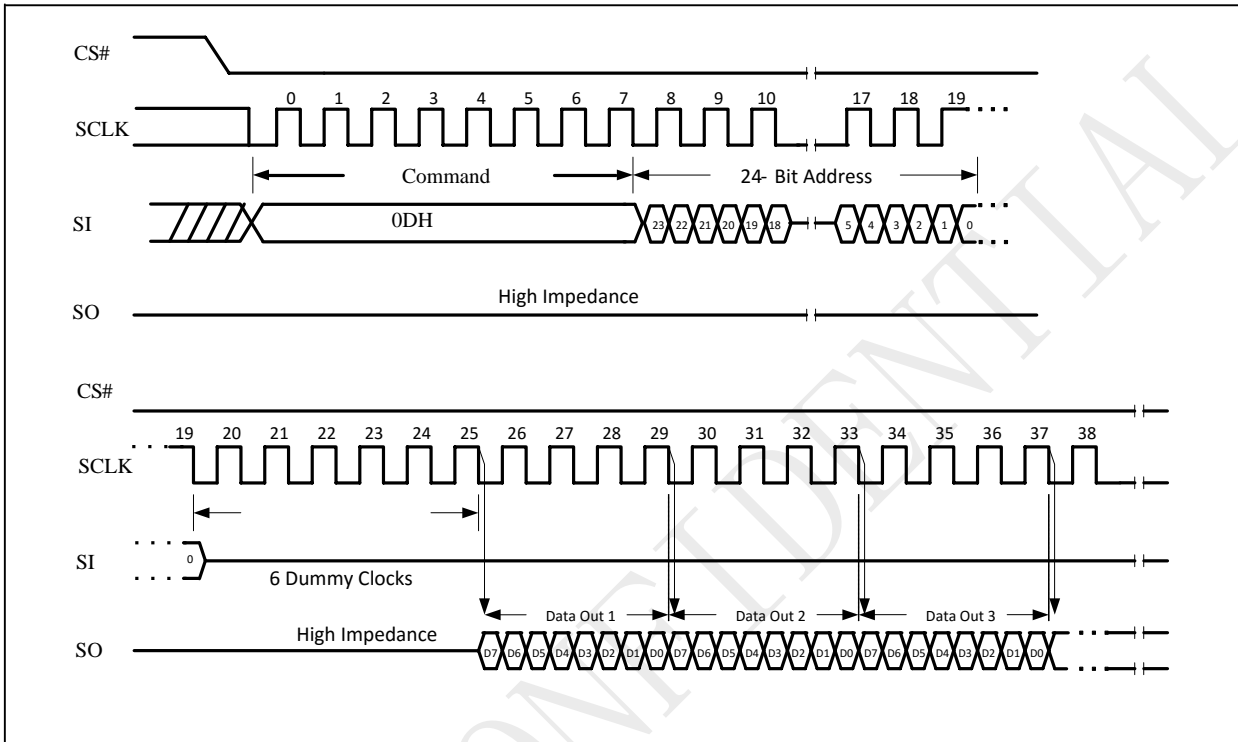 CS#
0 1 2 3 4 5 6 7 8 9 10 17 18 19
SCLK
Command 24- Bit Address
SI 0DH 23 22 21 20 19 18 5 4 3 2 1 0
High Impedance
SO
CS#
19 20 21 22 23 24 25 26 27 28 29 30 31 32 33 34 35 36 37 38
SCLK
SI 0
6 Dummy Clocks
Data Out 1 Data Out 2 Data Out 3
High Impedance
SO D7 D6 D5 D4 D3 D2 D1 D0 D7 D6 D5 D4 D3 D2 D1 D0 D7 D6 D5 D4 D3 D2 D1 D0
ONFIDENTIAL